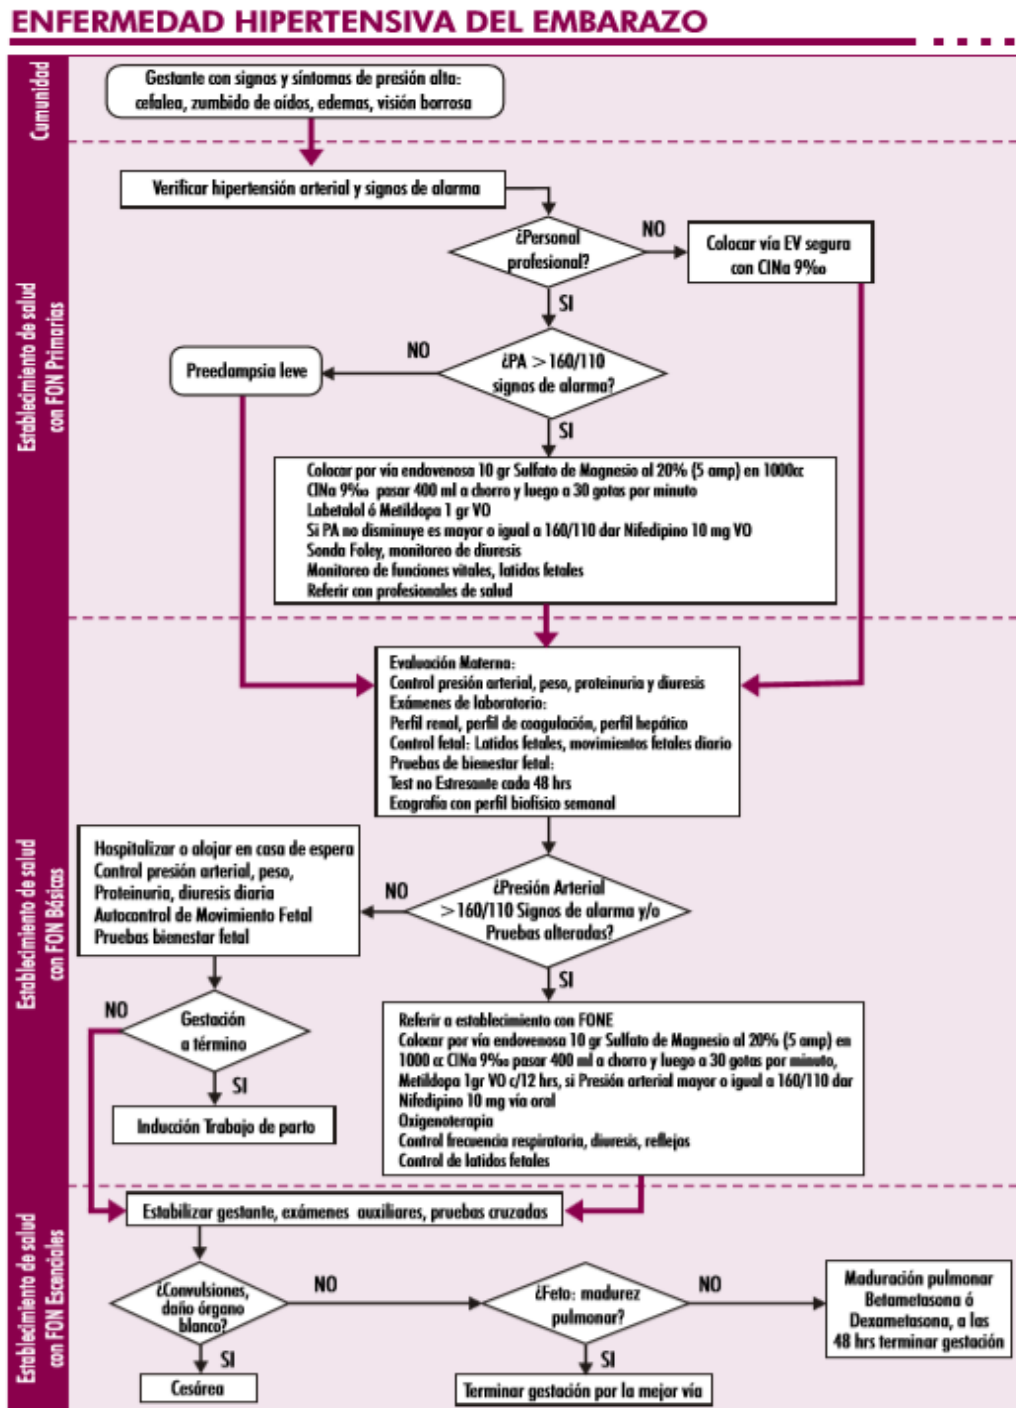 ENFERMEDAD HIPERTENSIVA DEL EMBARAZO
Cumunidad
Gestante con signos y síntomas de presión alta:
cefalea, zumbido de oídos, edemas, visión borrosa
Establecimiento de salud
con FON Primarias
Verificar hipertensión arterial y signos de alarma
¿Personal
profesional?
NO
Colocar vía EV segura
con ClNa 9‰
SI
¿PA >160/110
signos de alarma?
NO
Preeclampsia leve
SI
Colocar por vía endovenosa 10 gr Sulfato de Magnesio al 20% (5 amp) en 1000cc
ClNa 9‰ pasar 400 ml a chorro y luego a 30 gotas por minuto
Labetalol ó Metildopa 1 gr VO
Si PA no disminuye es mayor o igual a 160/110 dar Nifedipino 10 mg VO
Sonda Foley, monitoreo de diuresis
Monitoreo de funciones vitales, latidos fetales
Referir con profesionales de salud
Establecimiento de salud
con FON Básicas
Evaluación Materna:
Control presión arterial, peso, proteinuria y diuresis
Exámenes de laboratorio:
Perfil renal, perfil de coagulación, perfil hepático
Control fetal: Latidos fetales, movimientos fetales diario
Pruebas de bienestar fetal:
Test no Estresante cada 48 hrs
Ecografía con perfil biofísico semanal
¿Presión Arterial
>160/110 Signos de alarma y/o
Pruebas alteradas?
NO
Hospitalizar o alojar en casa de espera
Control presión arterial, peso,
Proteinuria, diuresis diaria
Autocontrol de Movimiento Fetal
Pruebas bienestar fetal
SI
Gestación
a término
NO
SI
Inducción Trabajo de parto
Referir a establecimiento con FONE
Colocar por vía endovenosa 10 gr Sulfato de Magnesio al 20% (5 amp) en
1000 cc ClNa 9‰ pasar 400 ml a chorro y luego a 30 gotas por minuto,
Metildopa 1gr VO c/12 hrs, si Presión arterial mayor o igual a 160/110 dar
Nifedipino 10 mg vía oral
Oxigenoterapia
Control frecuencia respiratoria, diuresis, reflejos
Control de latidos fetales
Establecimiento de salud
con FON Escenciales
Estabilizar gestante, exámenes auxiliares, pruebas cruzadas
¿Convulsiones,
daño órgano
blanco?
NO
SI
Cesárea
¿Feto: madurez
pulmonar?
NO
SI
Terminar gestación por la mejor vía
Maduración pulmonar
Betametasona ó
Dexametasona, a las
48 hrs terminar gestación